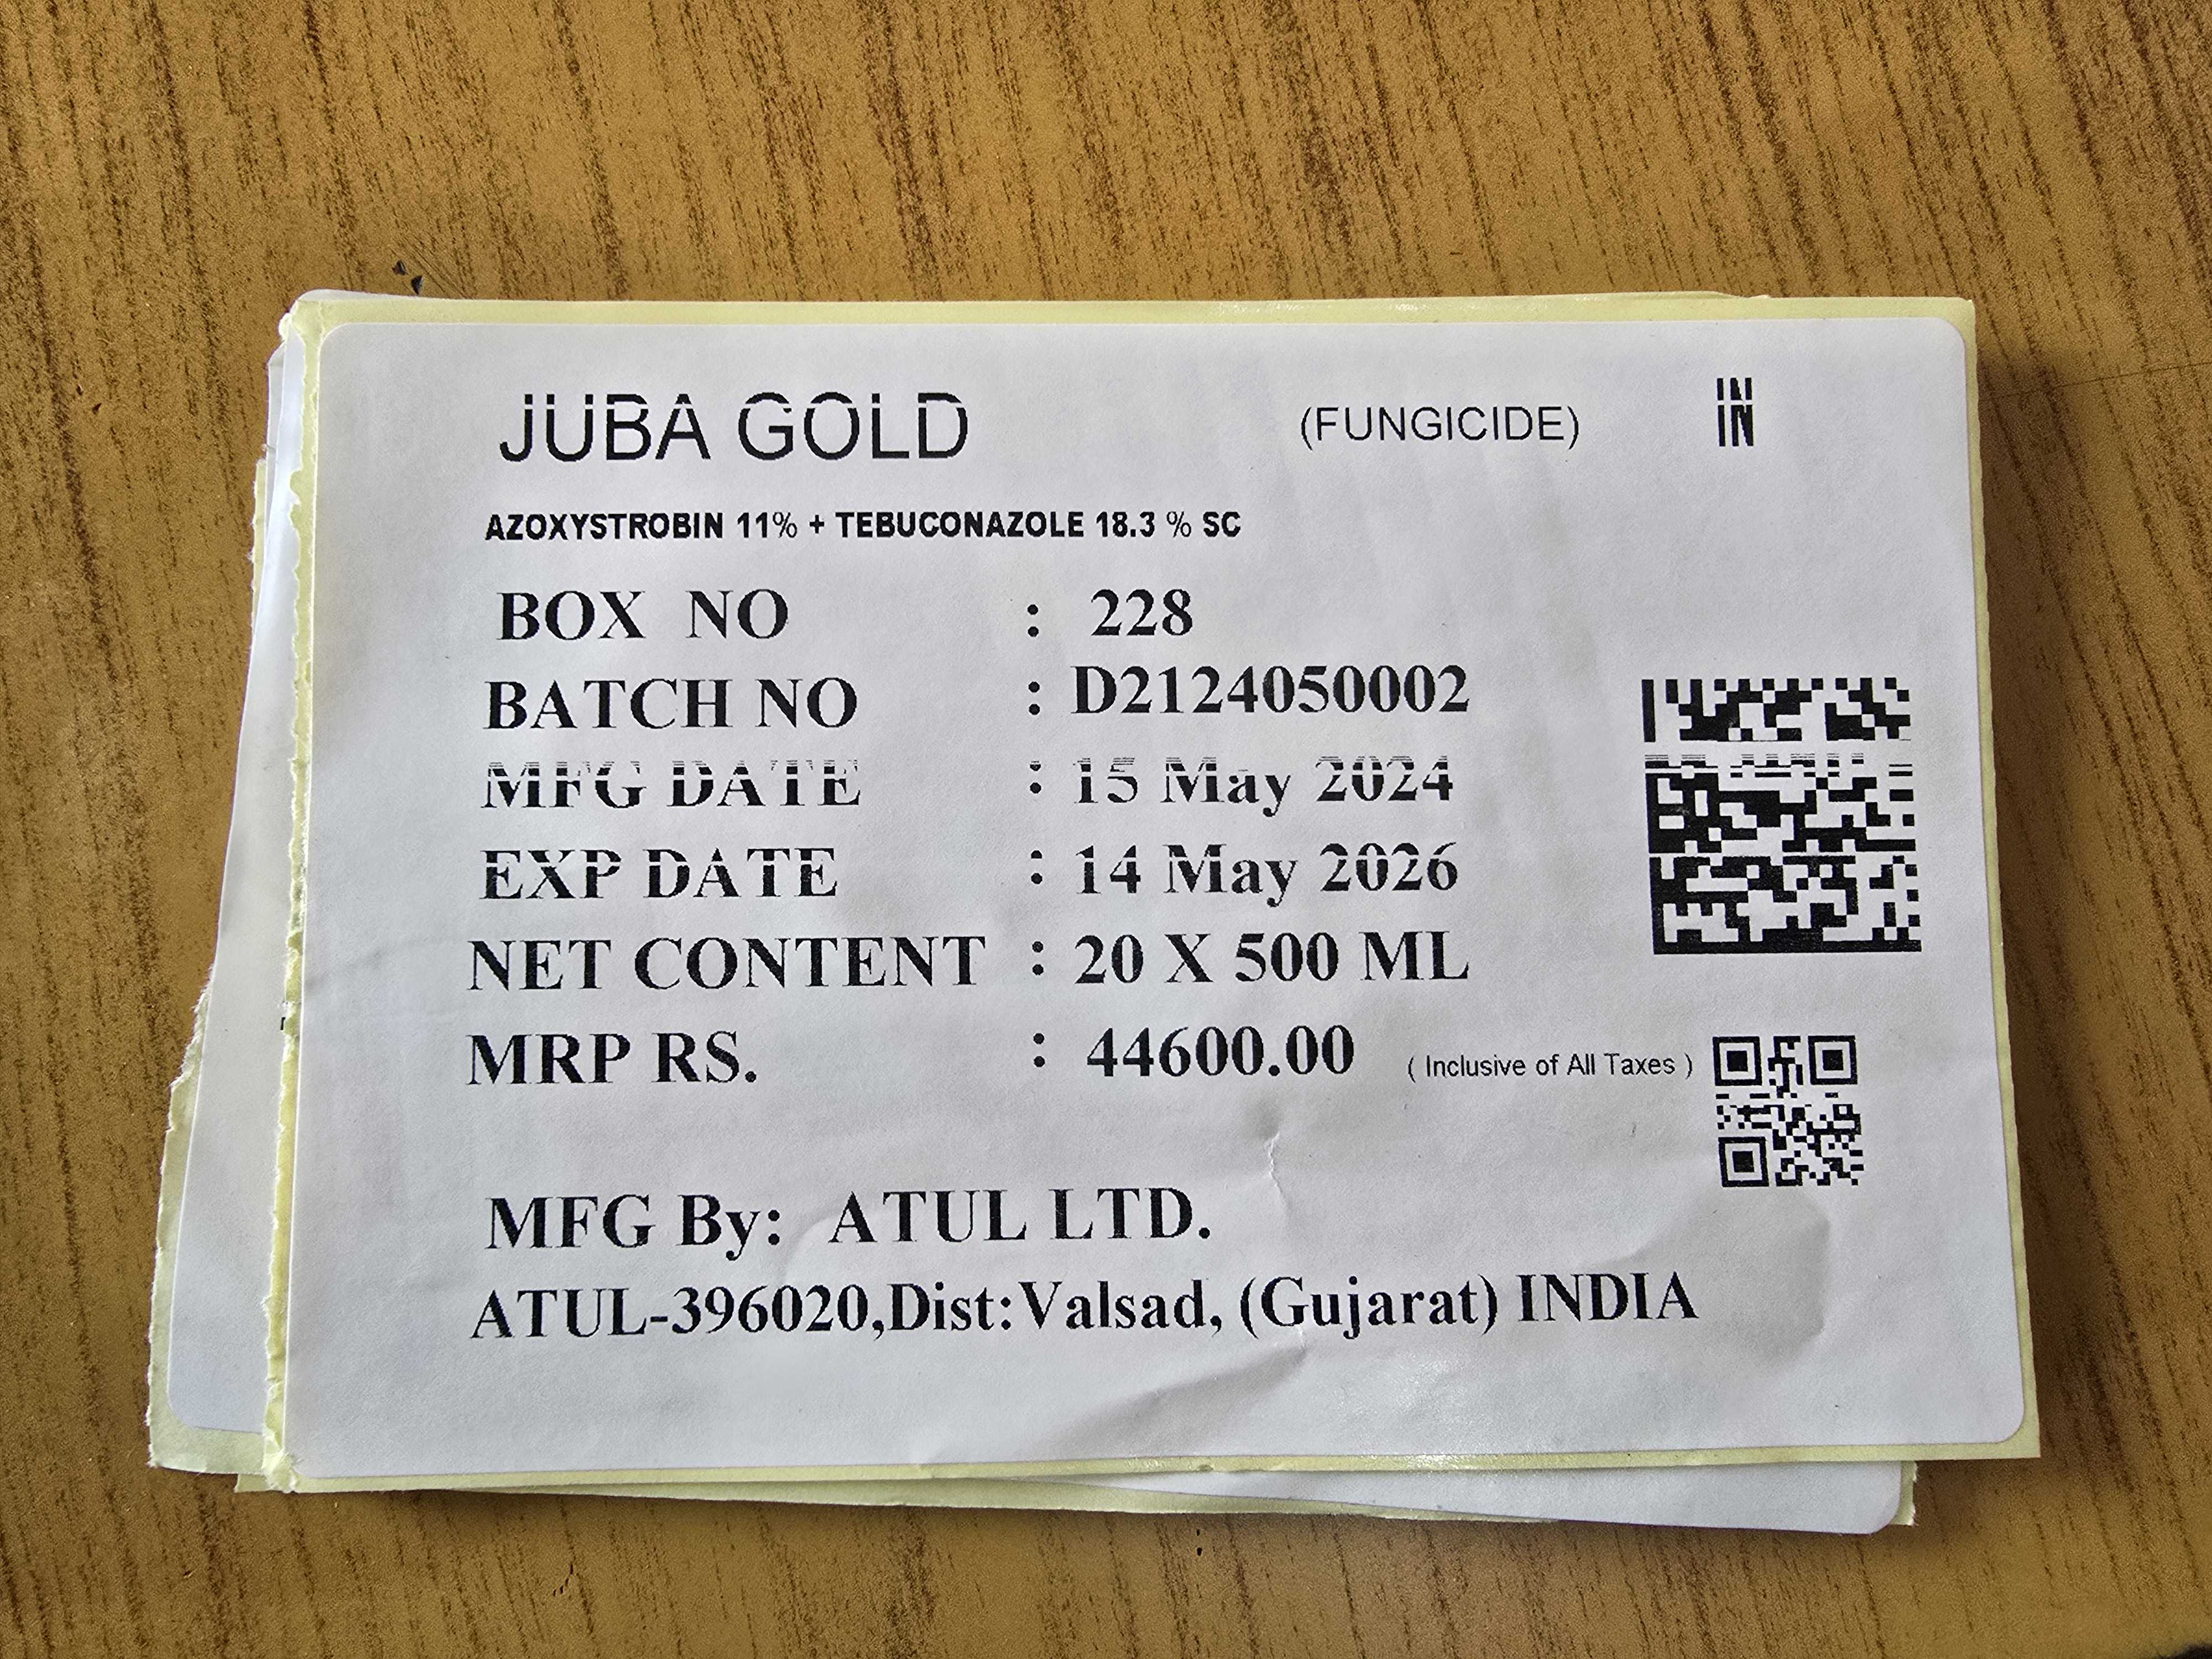 JUBA GOLD (FUNGICIDE) IN
AZOXYSTROBIN 11% + TEBUCONAZOLE 18.3 % SC
BOX NO : 228
BATCH NO : D2124050002
MFG DATE : 15 May 2024
EXP DATE : 14 May 2026
NET CONTENT : 20 X 500 ML
MRP RS. : 44600.00 ( Inclusive of All Taxes )
MFG By: ATUL LTD.
ATUL-396020,Dist:Valsad, (Gujarat) INDIA